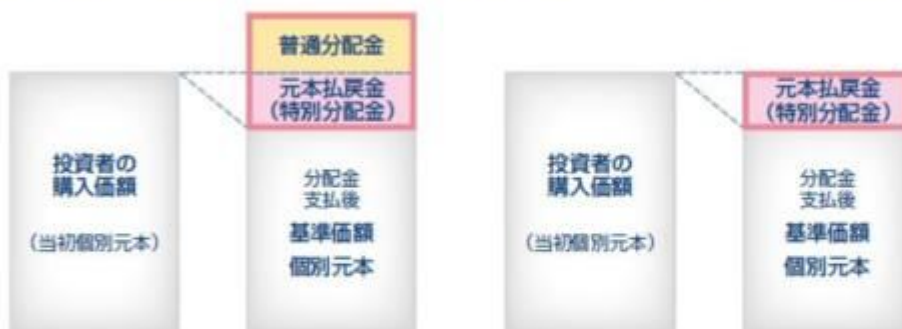 普通分配金
元本払戻金
(特別分配金)
投資者の
購入価額
(当初個別元本)
分配金
支払後
基準価額
個別元本
元本払戻金
(特別分配金)
投資者の
購入価額
(当初個別元本)
分配金
支払後
基準価額
個別元本